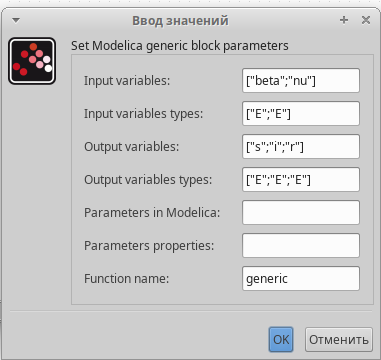 Ввод значений
Set Modelica generic block parameters
Input variables: ["beta";"nu"]
Input variables types: ["E";"E"]
Output variables: ["s";"i";"r"]
Output variables types: ["E";"E";"E"]
Parameters in Modelica:
Parameters properties:
Function name: generic
OK Отменить